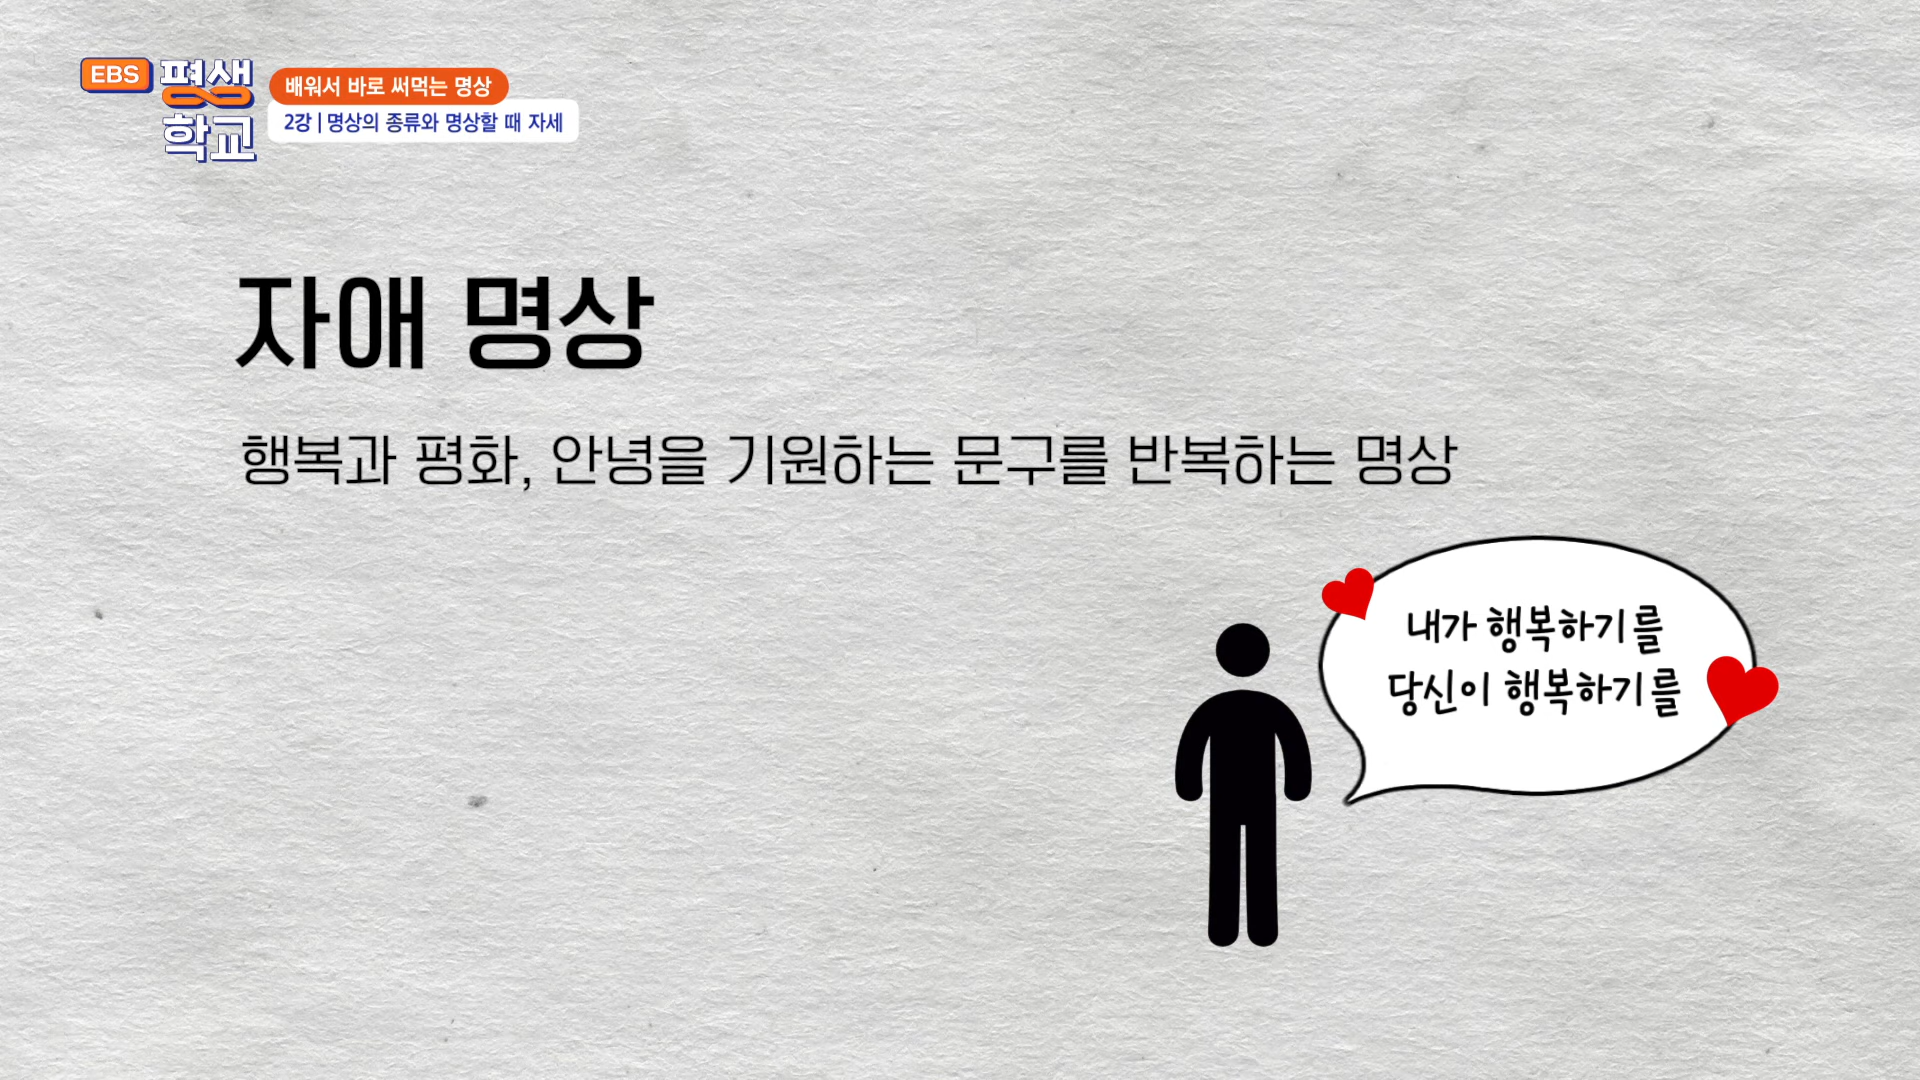 EBS 평생학교
배워서 바로 써먹는 명상
2강 | 명상의 종류와 명상할 때 자세
자애 명상
행복과 평화, 안녕을 기원하는 문구를 반복하는 명상
내가 행복하기를
당신이 행복하기를